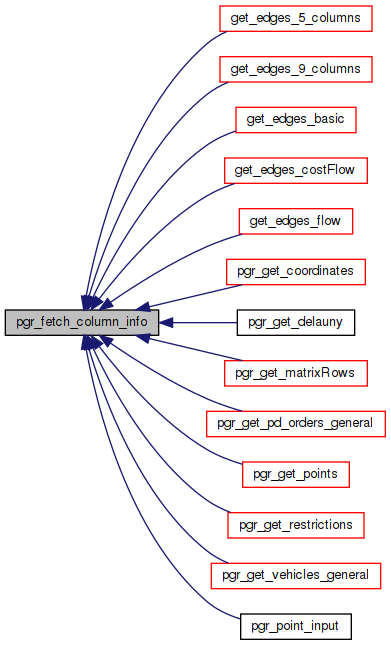 get_edges_5_columns
get_edges_9_columns
get_edges_basic
get_edges_costFlow
get_edges_flow
pgr_get_coordinates
pgr_fetch_column_info
pgr_get_delauny
pgr_get_matrixRows
pgr_get_pd_orders_general
pgr_get_points
pgr_get_restrictions
pgr_get_vehicles_general
pgr_point_input